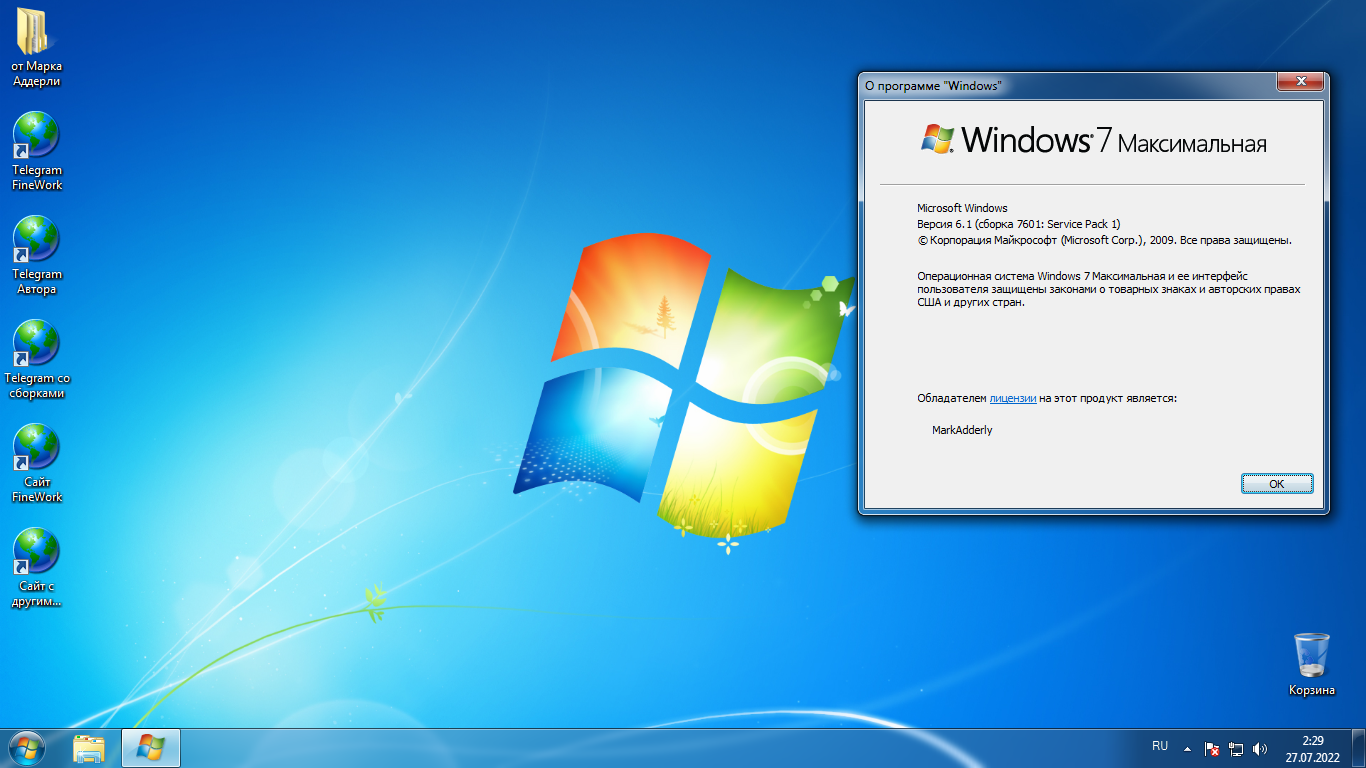 от Марка
Аддерли
Telegram
FineWork
Telegram
Автора
Telegram со
сборками
Сайт
FineWork
Сайт с
другим...
О программе "Windows"
Windows® 7 Максимальная
Microsoft Windows
Версия 6.1 (сборка 7601: Service Pack 1)
© Корпорация Майкрософт (Microsoft Corp.), 2009. Все права защищены.
Операционная система Windows 7 Максимальная и ее интерфейс
пользователя защищены законами о товарных знаках и авторских правах
США и других стран.
Обладателем лицензии на этот продукт является:
MarkAdderly
OK
Корзина
RU
2:29
27.07.2022